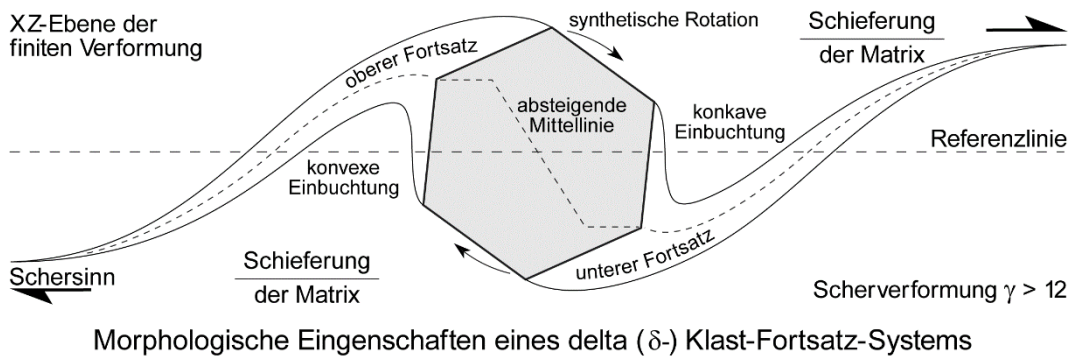 XZ-Ebene der
finiten Verformung
oberer Fortsatz
synthetische Rotation
Schieferung
der Matrix
absteigende
Mittellinie
konkave
Einbuchtung
Referenzlinie
konvexe
Einbuchtung
Schersinn
Schieferung
der Matrix
unterer Fortsatz
Scherverformung γ > 12
Morphologische Eingenschaften eines delta (δ-) Klast-Fortsatz-Systems